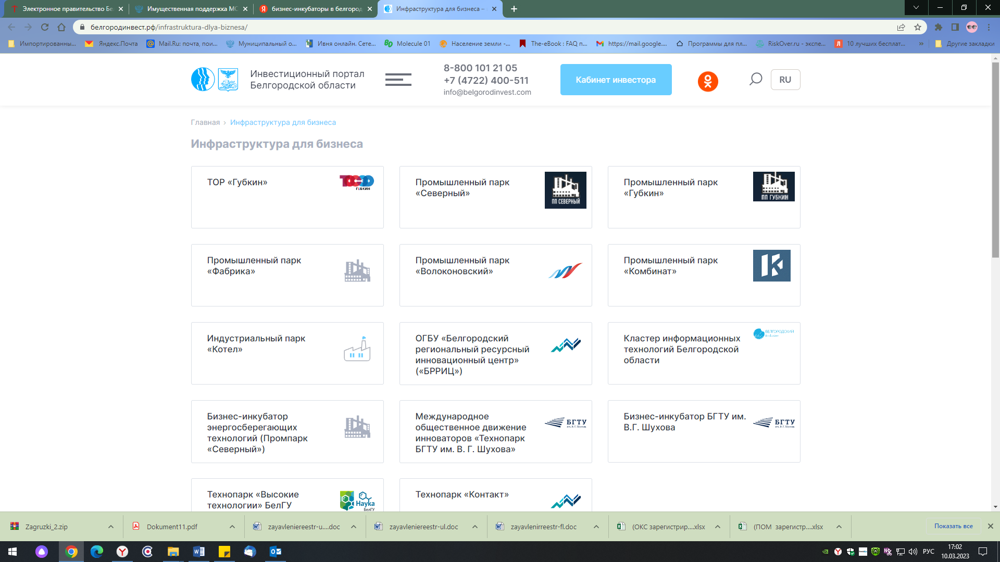 Электронное правительство Бе
Имущественная поддержка МС
бизнес-инкубаторы в белгород
Инфраструктура для бизнеса –
белгородинвест.рф/infrastruktura-dlya-biznesa/
Импортированны...
Яндекс.Почта
Mail.Ru: почта, пои...
Муниципальный о...
Ивня онлайн. Сете...
Molecule 01
Население земли -...
The-eBook : FAQ п...
https://mail.google....
Программы для пл...
RiskOver.ru - экспе...
10 лучших бесплат...
»
Другие закладки
Инвестиционный портал
Белгородской области
8-800 101 21 05
+7 (4722) 400-511
info@belgorodinvest.com
Кабинет инвестора
RU
Главная › Инфраструктура для бизнеса
Инфраструктура для бизнеса
ТОР «Губкин»
ГУБКИН
Промышленный парк
«Северный»
ПП СЕВЕРНЫЙ
Промышленный парк
«Губкин»
ПП ГУБКИН
Промышленный парк
«Фабрика»
Промышленный парк
«Волоконовский»
Промышленный парк
«Комбинат»
Индустриальный парк
«Котел»
ОГБУ «Белгородский
региональный ресурсный
инновационный центр»
(«БРРИЦ»)
Кластер информационных
технологий Белгородской
области
БЕЛГОРОДСКИЙ
Бизнес-инкубатор
энергосберегающих
технологий (Промпарк
«Северный»)
Международное
общественное движение
инноваторов «Технопарк
БГТУ им. В. Г. Шухова»
БГТУ
Бизнес-инкубатор БГТУ им.
В.Г. Шухова
БГТУ
Технопарк «Высокие
технологии» БелГУ
Наука
БелГУ
Технопарк «Контакт»
Zagruzki_2.zip
Dokument11.pdf
zayavleniereestr-u....doc
zayavleniereestr-ul.doc
zayavlenirreestr-fl.doc
(ОКС зарегистрир....xlsx
(ПОМ зарегистр....xlsx
Показать все
РУС
17:02
10.03.2023